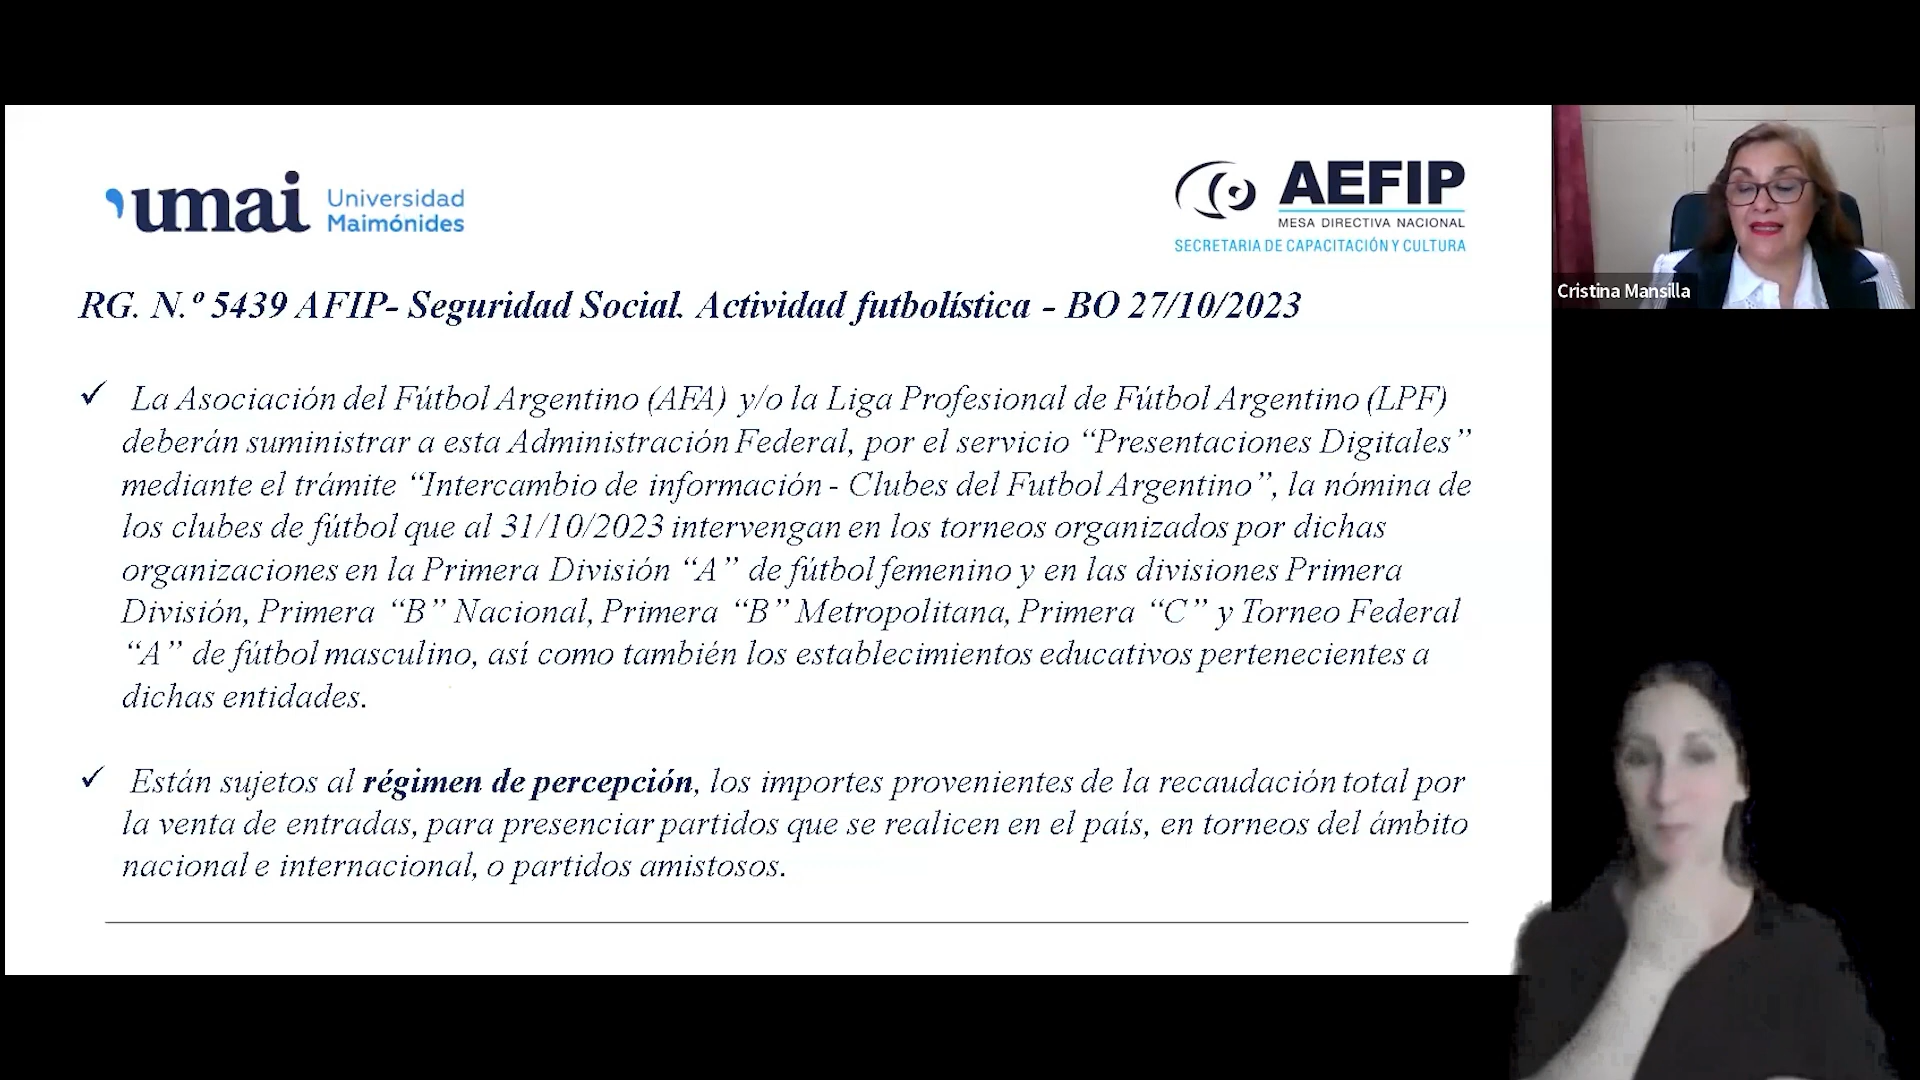 umai Universidad Maimónides
AEFIP
MESA DIRECTIVA NACIONAL
SECRETARIA DE CAPACITACIÓN Y CULTURA
RG. N.º 5439 AFIP- Seguridad Social. Actividad futbolística - BO 27/10/2023
✓ La Asociación del Fútbol Argentino (AFA) y/o la Liga Profesional de Fútbol Argentino (LPF)
deberán suministrar a esta Administración Federal, por el servicio “Presentaciones Digitales”
mediante el trámite “Intercambio de información - Clubes del Futbol Argentino”, la nómina de
los clubes de fútbol que al 31/10/2023 intervengan en los torneos organizados por dichas
organizaciones en la Primera División “A” de fútbol femenino y en las divisiones Primera
División, Primera “B” Nacional, Primera “B” Metropolitana, Primera “C” y Torneo Federal
“A” de fútbol masculino, así como también los establecimientos educativos pertenecientes a
dichas entidades.
✓ Están sujetos al régimen de percepción, los importes provenientes de la recaudación total por
la venta de entradas, para presenciar partidos que se realicen en el país, en torneos del ámbito
nacional e internacional, o partidos amistosos.
Cristina Mansilla